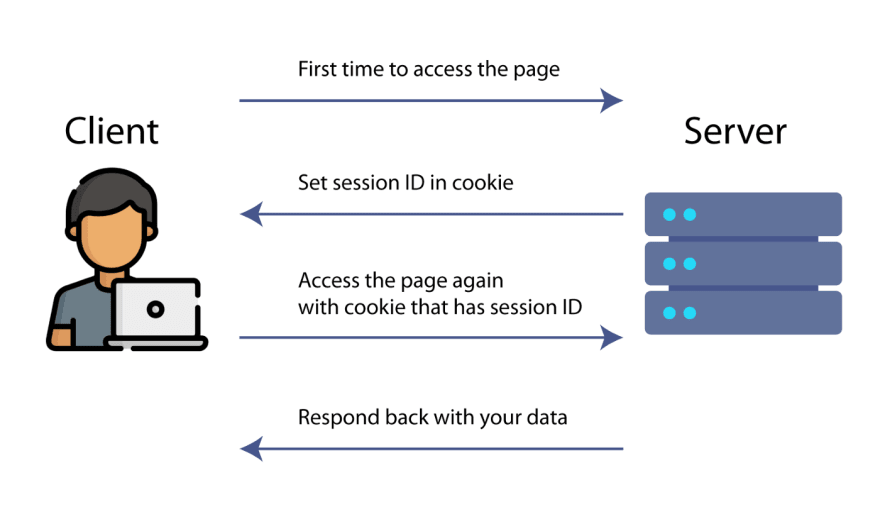 First time to access the page
Client
Server
Set session ID in cookie
Access the page again
with cookie that has session ID
Respond back with your data